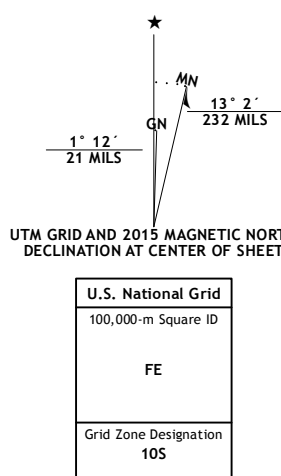 ★
MN
GN
13° 2´
232 MILS
1° 12´
21 MILS
UTM GRID AND 2015 MAGNETIC NORT
DECLINATION AT CENTER OF SHEET
U.S. National Grid
100,000-m Square ID
FE
Grid Zone Designation
10S